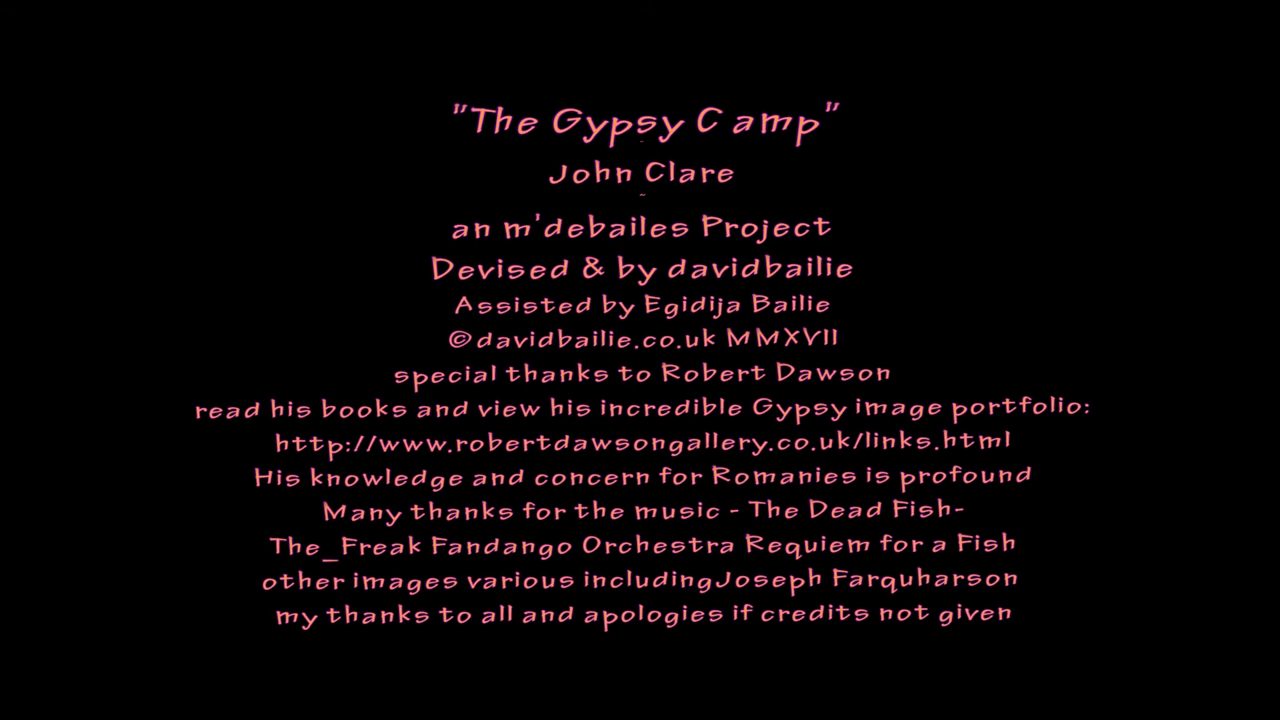 "The Gypsy C amp"
John Clare
~
an m'debailes Project
Devised & by davidbailie
Assisted by Egidija Bailie
©davidbailie.co.uk MMXVII
special thanks to Robert Dawson
read his books and view his incredible Gypsy image portfolio:
http://www.robertdawsongallery.co.uk/links.html
His knowledge and concern for Romanies is profound
Many thanks for the music - The Dead Fish-
The_Freak Fandango Orchestra Requiem for a Fish
other images various includingJoseph Farquharson
my thanks to all and apologies if credits not given